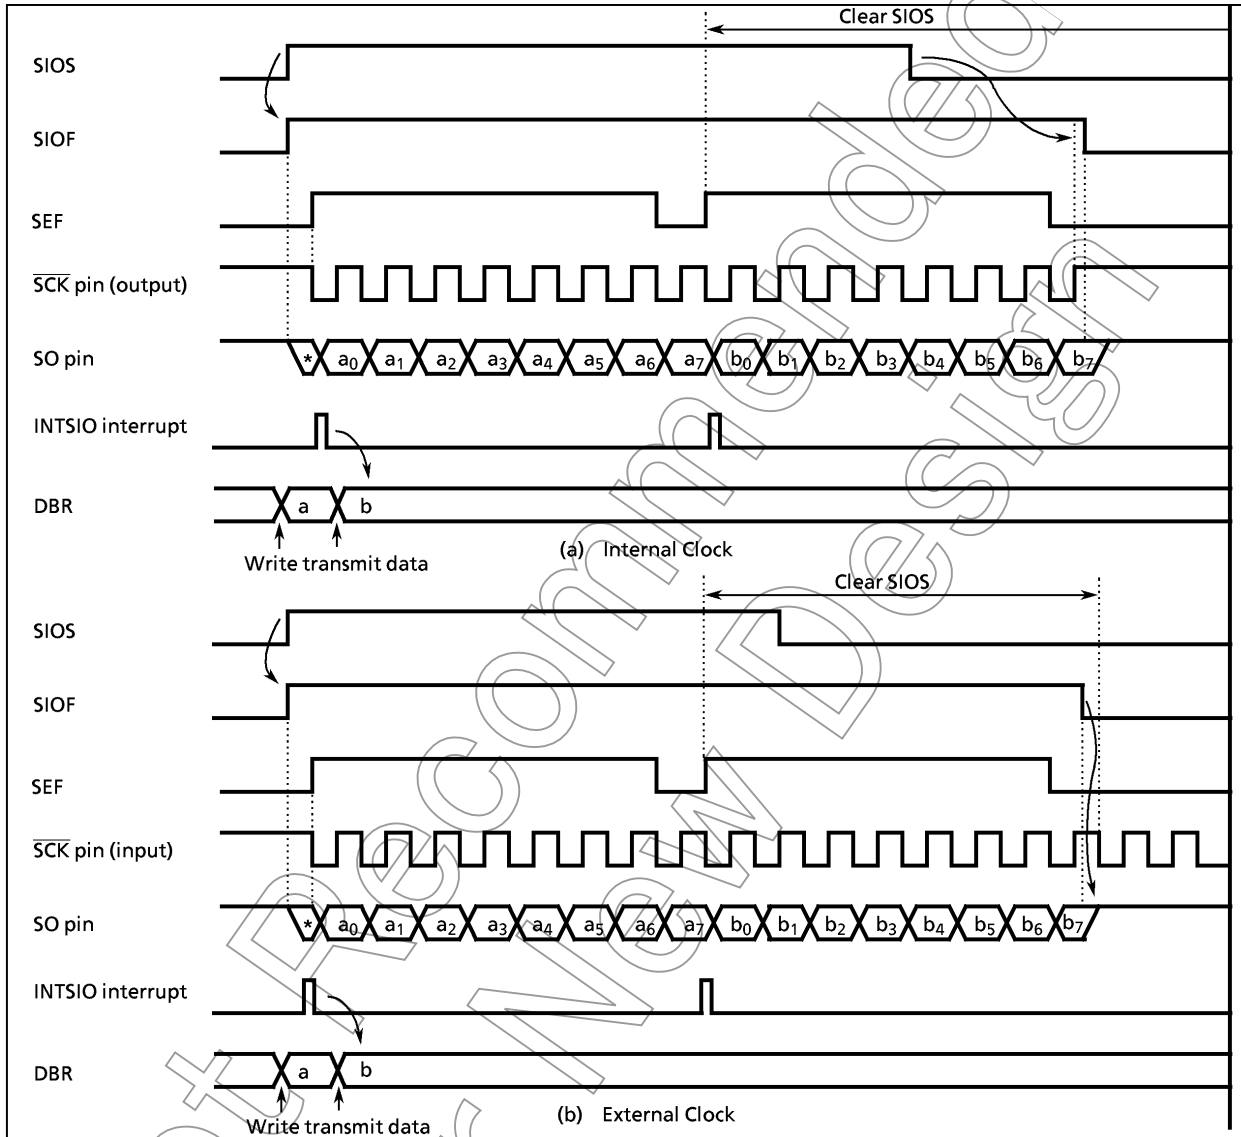 Clear SIOS
SIOS
SIOF
SEF
SCK pin (output)
SO pin
* a0 a1 a2 a3 a4 a5 a6 a7 b0 b1 b2 b3 b4 b5 b6 b7
INTSIO interrupt
DBR
a b
Write transmit data
(a) Internal Clock
Clear SIOS
SIOS
SIOF
SEF
SCK pin (input)
SO pin
* a0 a1 a2 a3 a4 a5 a6 a7 b0 b1 b2 b3 b4 b5 b6 b7
INTSIO interrupt
DBR
a b
Write transmit data
(b) External Clock
Recommended
New Design